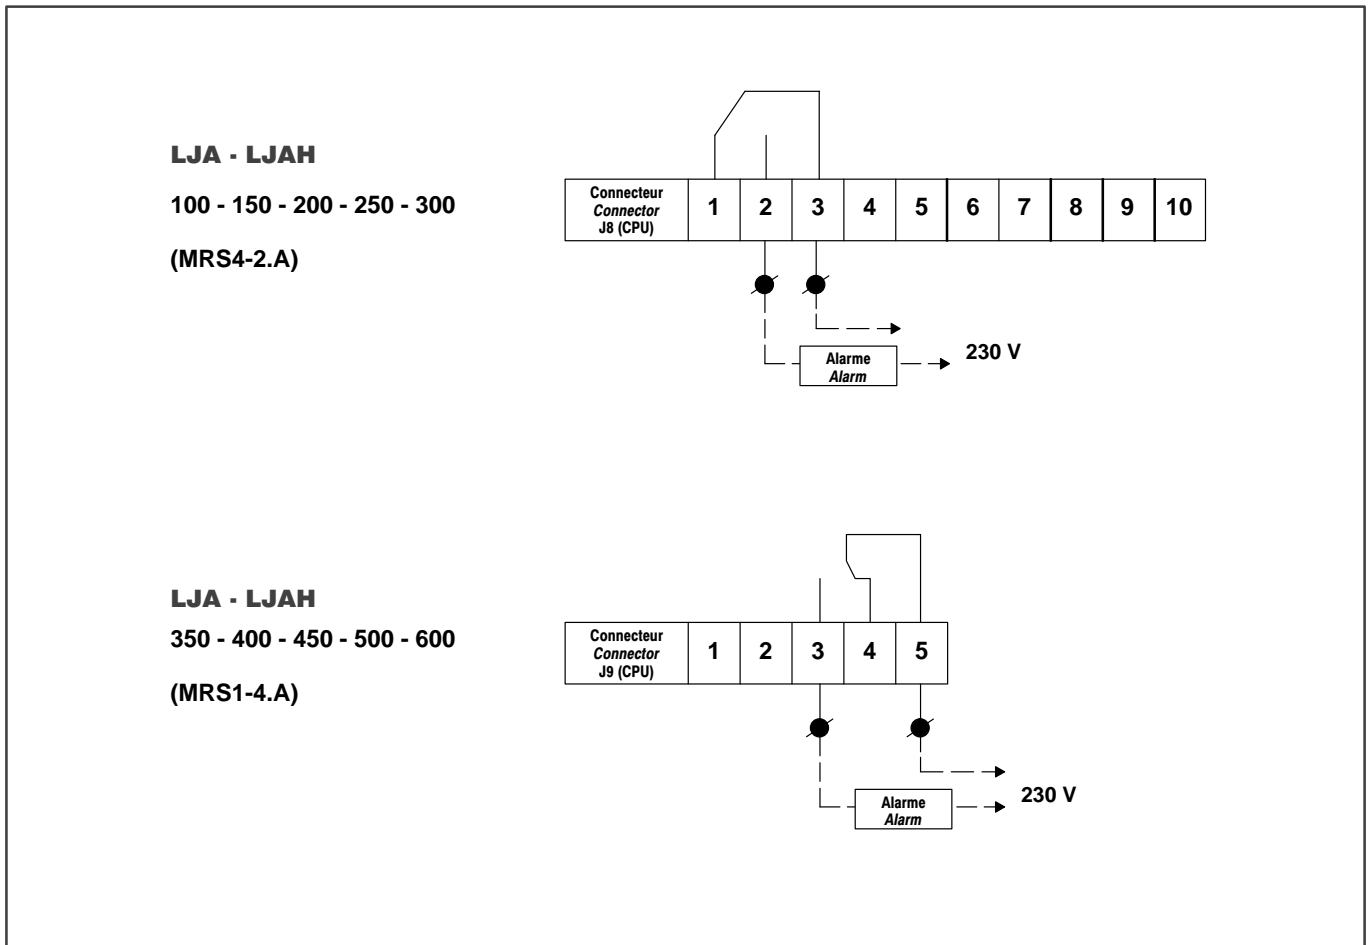 LJA - LJAH
100 - 150 - 200 - 250 - 300
(MRS4-2.A)
Connecteur
Connector
J8 (CPU)
1 2 3 4 5 6 7 8 9 10
230 V
Alarme
Alarm
LJA - LJAH
350 - 400 - 450 - 500 - 600
(MRS1-4.A)
Connecteur
Connector
J9 (CPU)
1 2 3 4 5
230 V
Alarme
Alarm